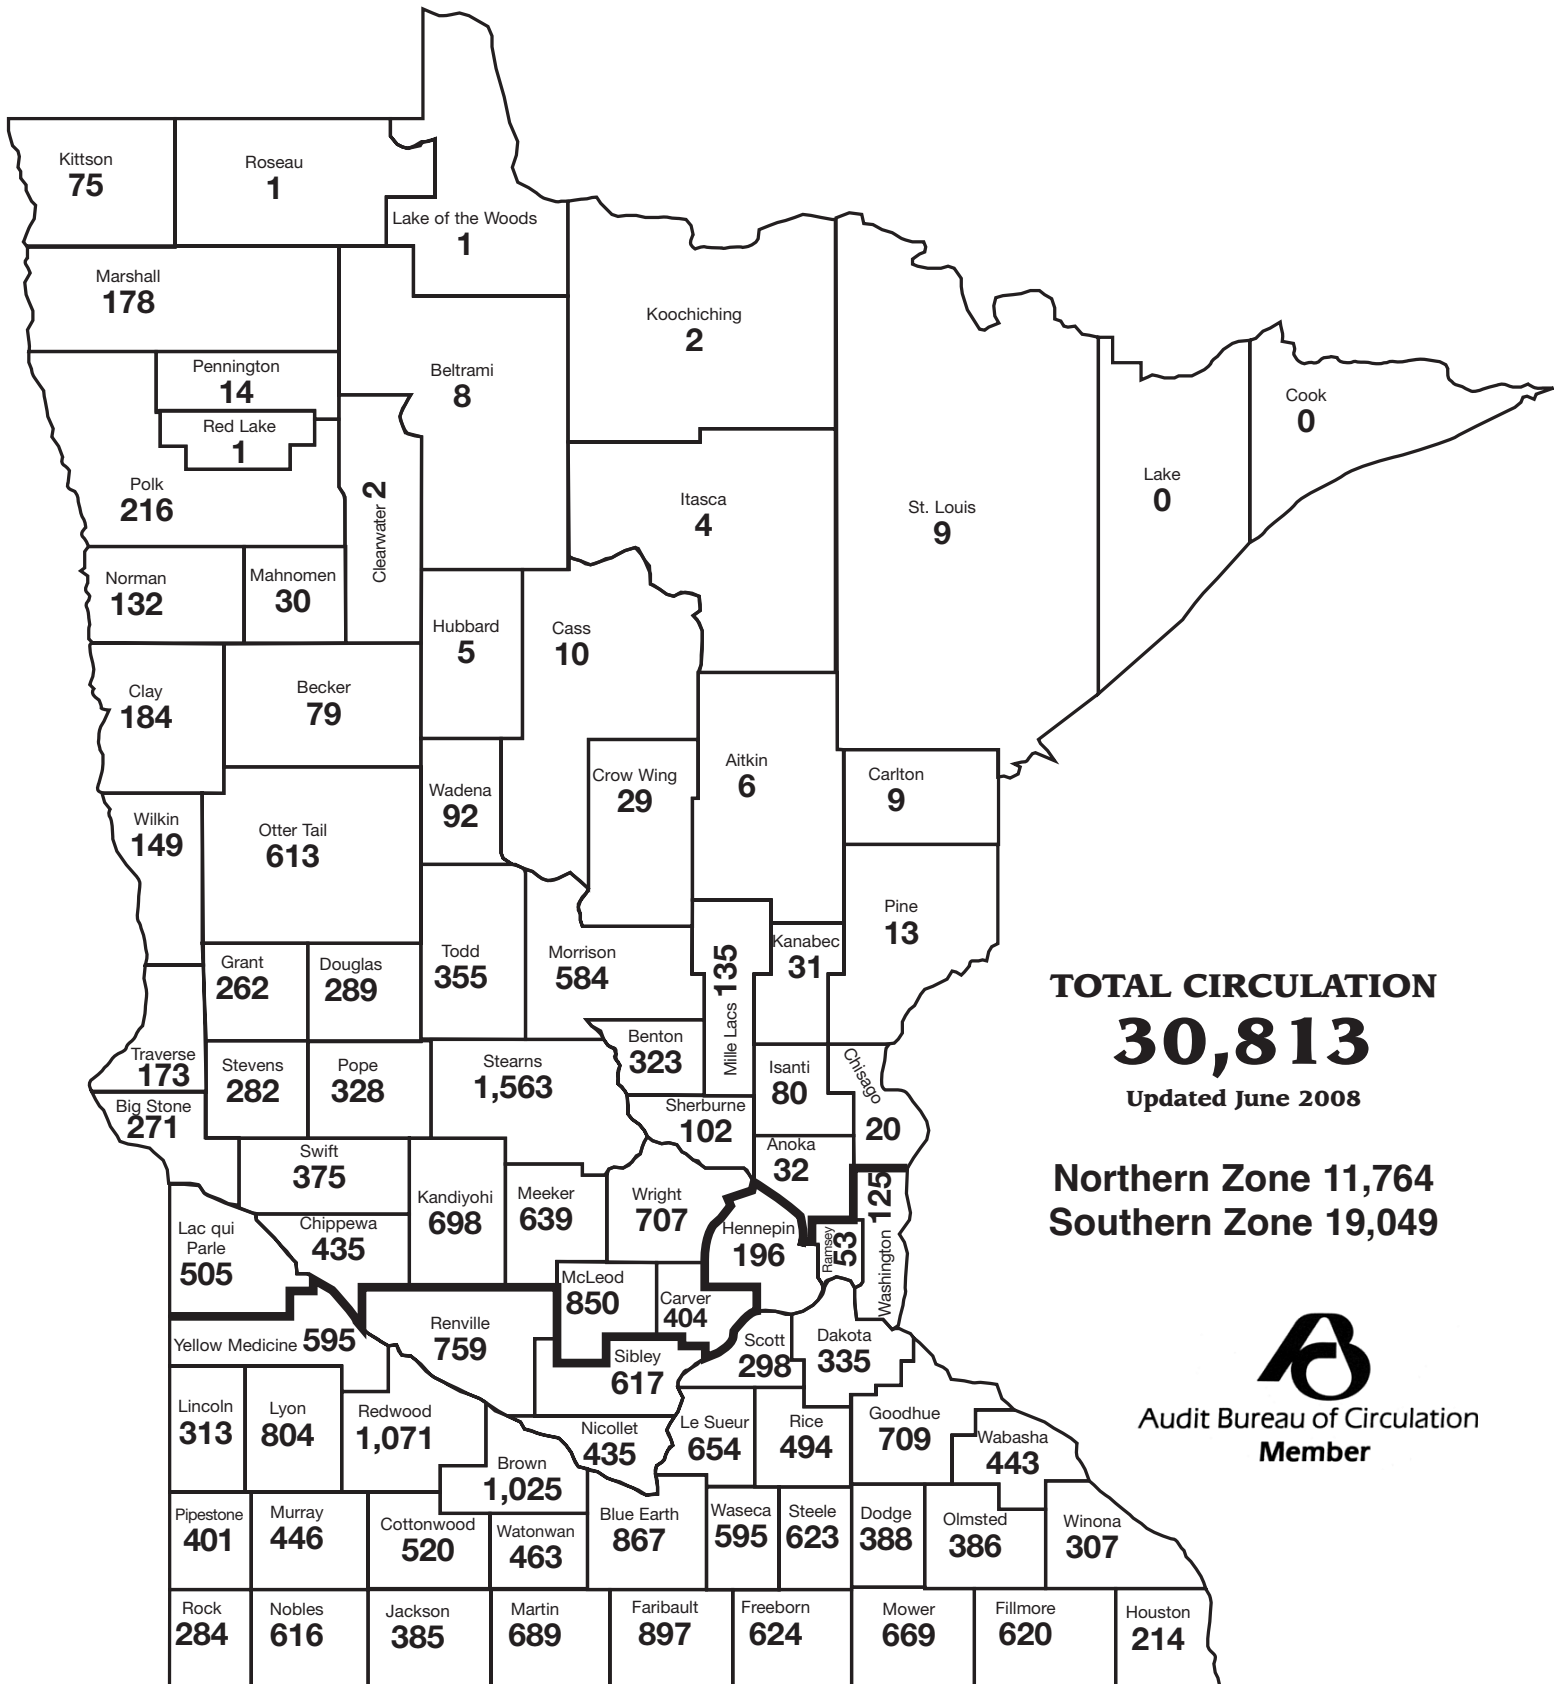 Kittson
75
Roseau
1
Lake of the Woods
1
Marshall
178
Koochiching
2
Pennington
14
Beltrami
8
Cook
0
Red Lake
1
Lake
0
Polk
216
Clearwater 2
Itasca
4
St. Louis
9
Norman
132
Mahnomen
30
Hubbard
5
Cass
10
Clay
184
Becker
79
Crow Wing
29
Aitkin
6
Carlton
9
Wadena
92
Wilkin
149
Otter Tail
613
Pine
13
Grant
262
Douglas
289
Todd
355
Morrison
584
Mille Lacs 135
Kanabec
31
TOTAL CIRCULATION
30,813
Updated June 2008
Northern Zone 11,764
Southern Zone 19,049
Traverse
173
Stevens
282
Pope
328
Stearns
1,563
Benton
323
Isanti
80
Chisago
20
Big Stone
271
Sherburne
102
Swift
375
Anoka
32
Kandiyohi
698
Meeker
639
Wright
707
Washington 125
Lac qui
Parle
505
Chippewa
435
Hennepin
196
Ramsey
53
McLeod
850
Carver
404
Yellow Medicine 595
Renville
759
Sibley
617
Scott
298
Dakota
335
Lincoln
313
Lyon
804
Redwood
1,071
Nicollet
435
Le Sueur
654
Rice
494
Goodhue
709
Wabasha
443
Audit Bureau of Circulation
Member
Brown
1,025
Pipestone
401
Murray
446
Cottonwood
520
Watonwan
463
Blue Earth
867
Waseca
595
Steele
623
Dodge
388
Olmsted
386
Winona
307
Rock
284
Nobles
616
Jackson
385
Martin
689
Faribault
897
Freeborn
624
Mower
669
Fillmore
620
Houston
214